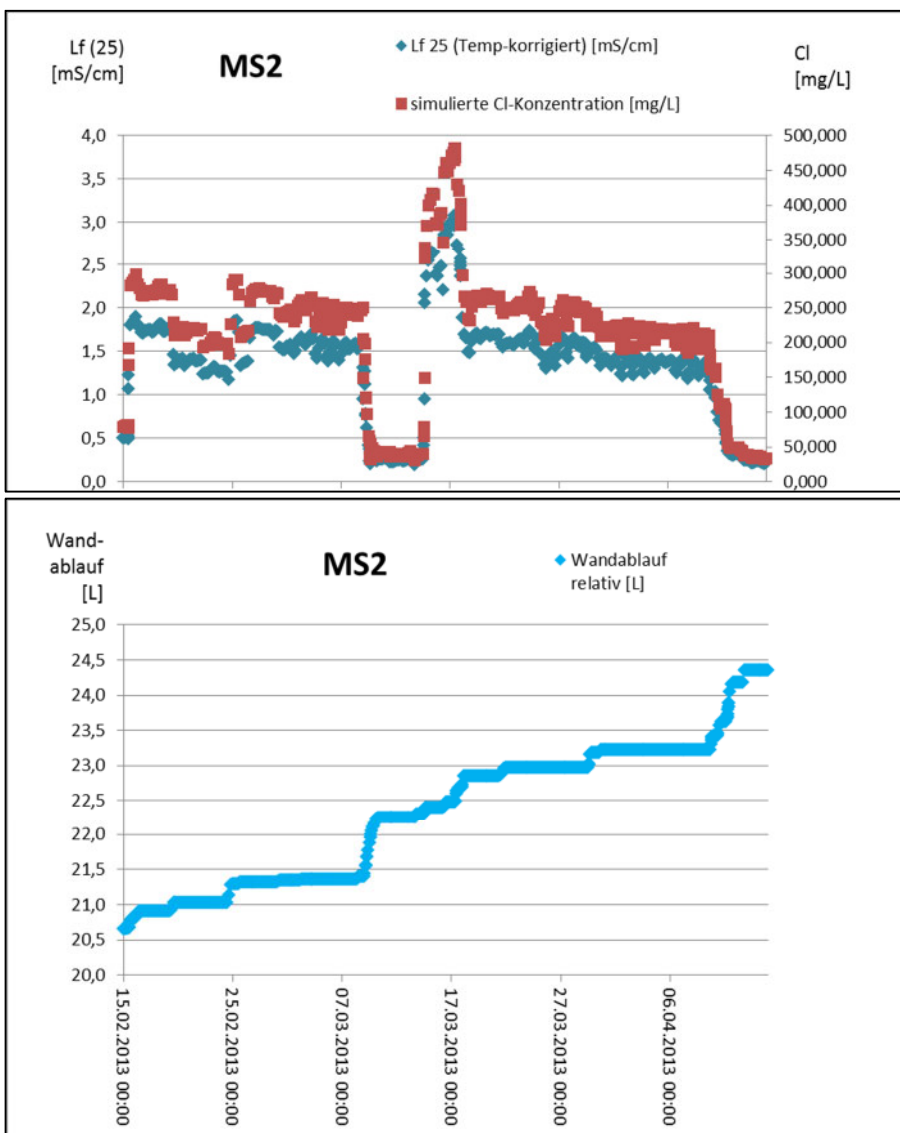 Lf (25)
[mS/cm]
MS2
Lf 25 (Temp-korrigiert) [mS/cm]
simulierte Cl-Konzentration [mg/L]
Cl
[mg/L]
4,0
3,5
3,0
2,5
2,0
1,5
1,0
0,5
0,0
500,000
450,000
400,000
350,000
300,000
250,000
200,000
150,000
100,000
50,000
0,000
Wand-
ablauf
[L]
MS2
Wandablauf
relativ [L]
25,0
24,5
24,0
23,5
23,0
22,5
22,0
21,5
21,0
20,5
20,0
15.02.2013 00:00
25.02.2013 00:00
07.03.2013 00:00
17.03.2013 00:00
27.03.2013 00:00
06.04.2013 00:00